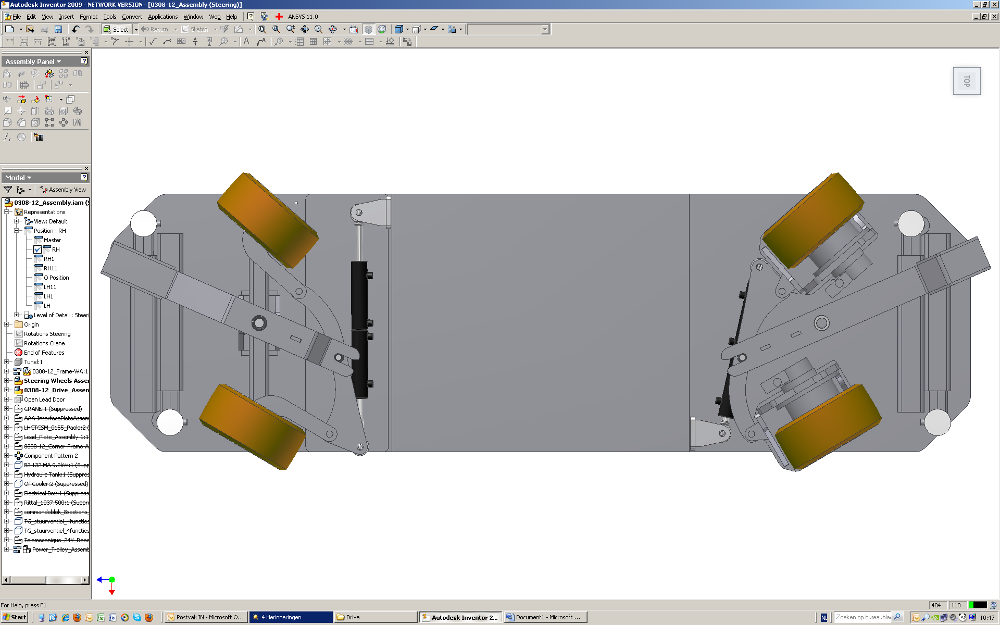 Autodesk Inventor 2009 - NETWORK VERSION - [0308-12_Assembly (Steering)]
File Edit View Insert Format Tools Convert Applications Window Web Help ANSYS 11.0
Select Return Sketch
Assembly Panel
TOP
Model
Assembly View
0308-12_Assembly.iam (
Representations
View: Default
Position : RH
Master
RH
RH1
RH11
O Position
LH11
LH1
LH
Level of Detail : Steeri
Origin
Rotations Steering
Rotations Crane
End of Features
Tunel:1
0308-12_Frame-WA:1
Steering Wheels Asser
0308-12_Drive_Assen
Open Lead Door
CRANE:1 (Suppressed)
AAA-InterfacePlateAssem
LHCTCSM_0155_Paolo:2 (
Lead_Plate_Assembly-1:1
0308-12_Corner Frame A
Component Pattern 2
B3 132 MA 9.2kW:1 (Supp
Hydraulic Tank:1 (Suppres
Oil Cooler:2 (Suppressed)
Electrical Box:1 (Suppress
Rittal_1037.500:1 (Suppre
commandoblok_8sections_
TG_stuurventiel_4functies
TG_stuurventiel_4functies
Telemecanique_24V_Rood
Power_Trolley_Assemb
For Help, press F1
404 110
Start Postvak IN - Microsoft O... 4 Herinneringen Drive Autodesk Inventor 2... Document1 - Microsoft ... NL Zoeken op bureaubla 10:47